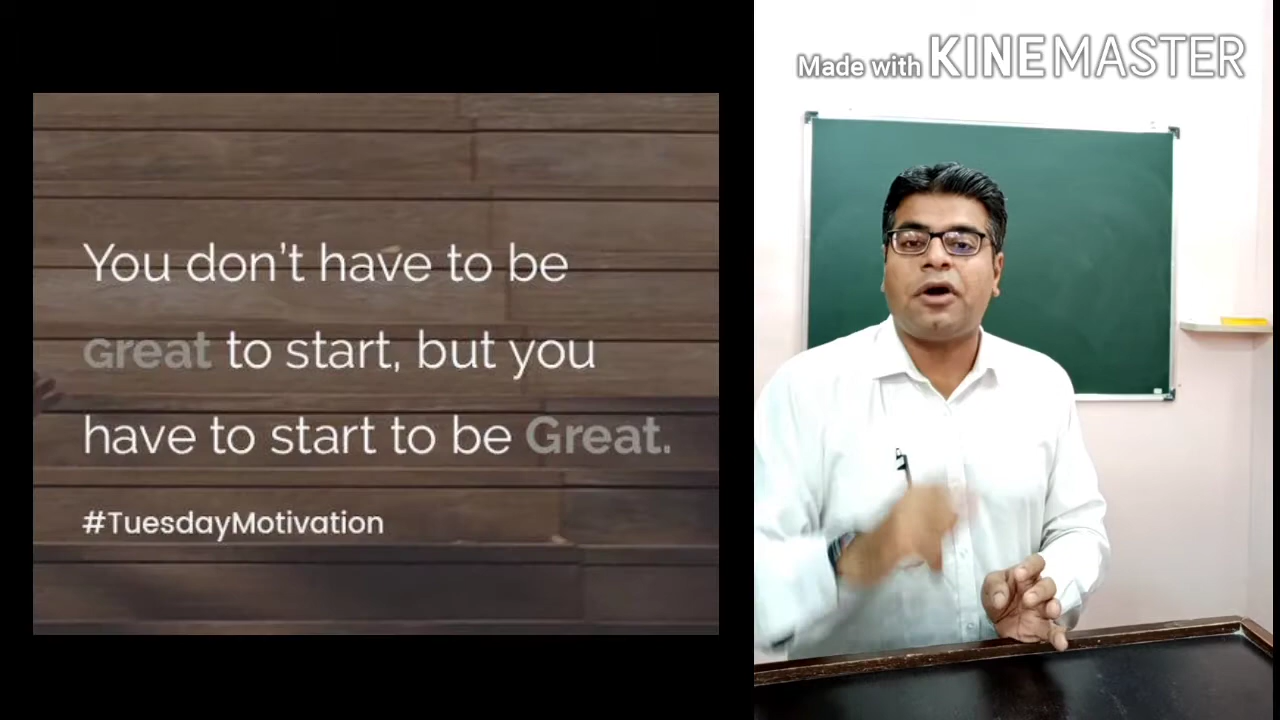 You don't have to be
Great to start, but you
have to start to be Great.
#TuesdayMotivation
Made with KINEMASTER